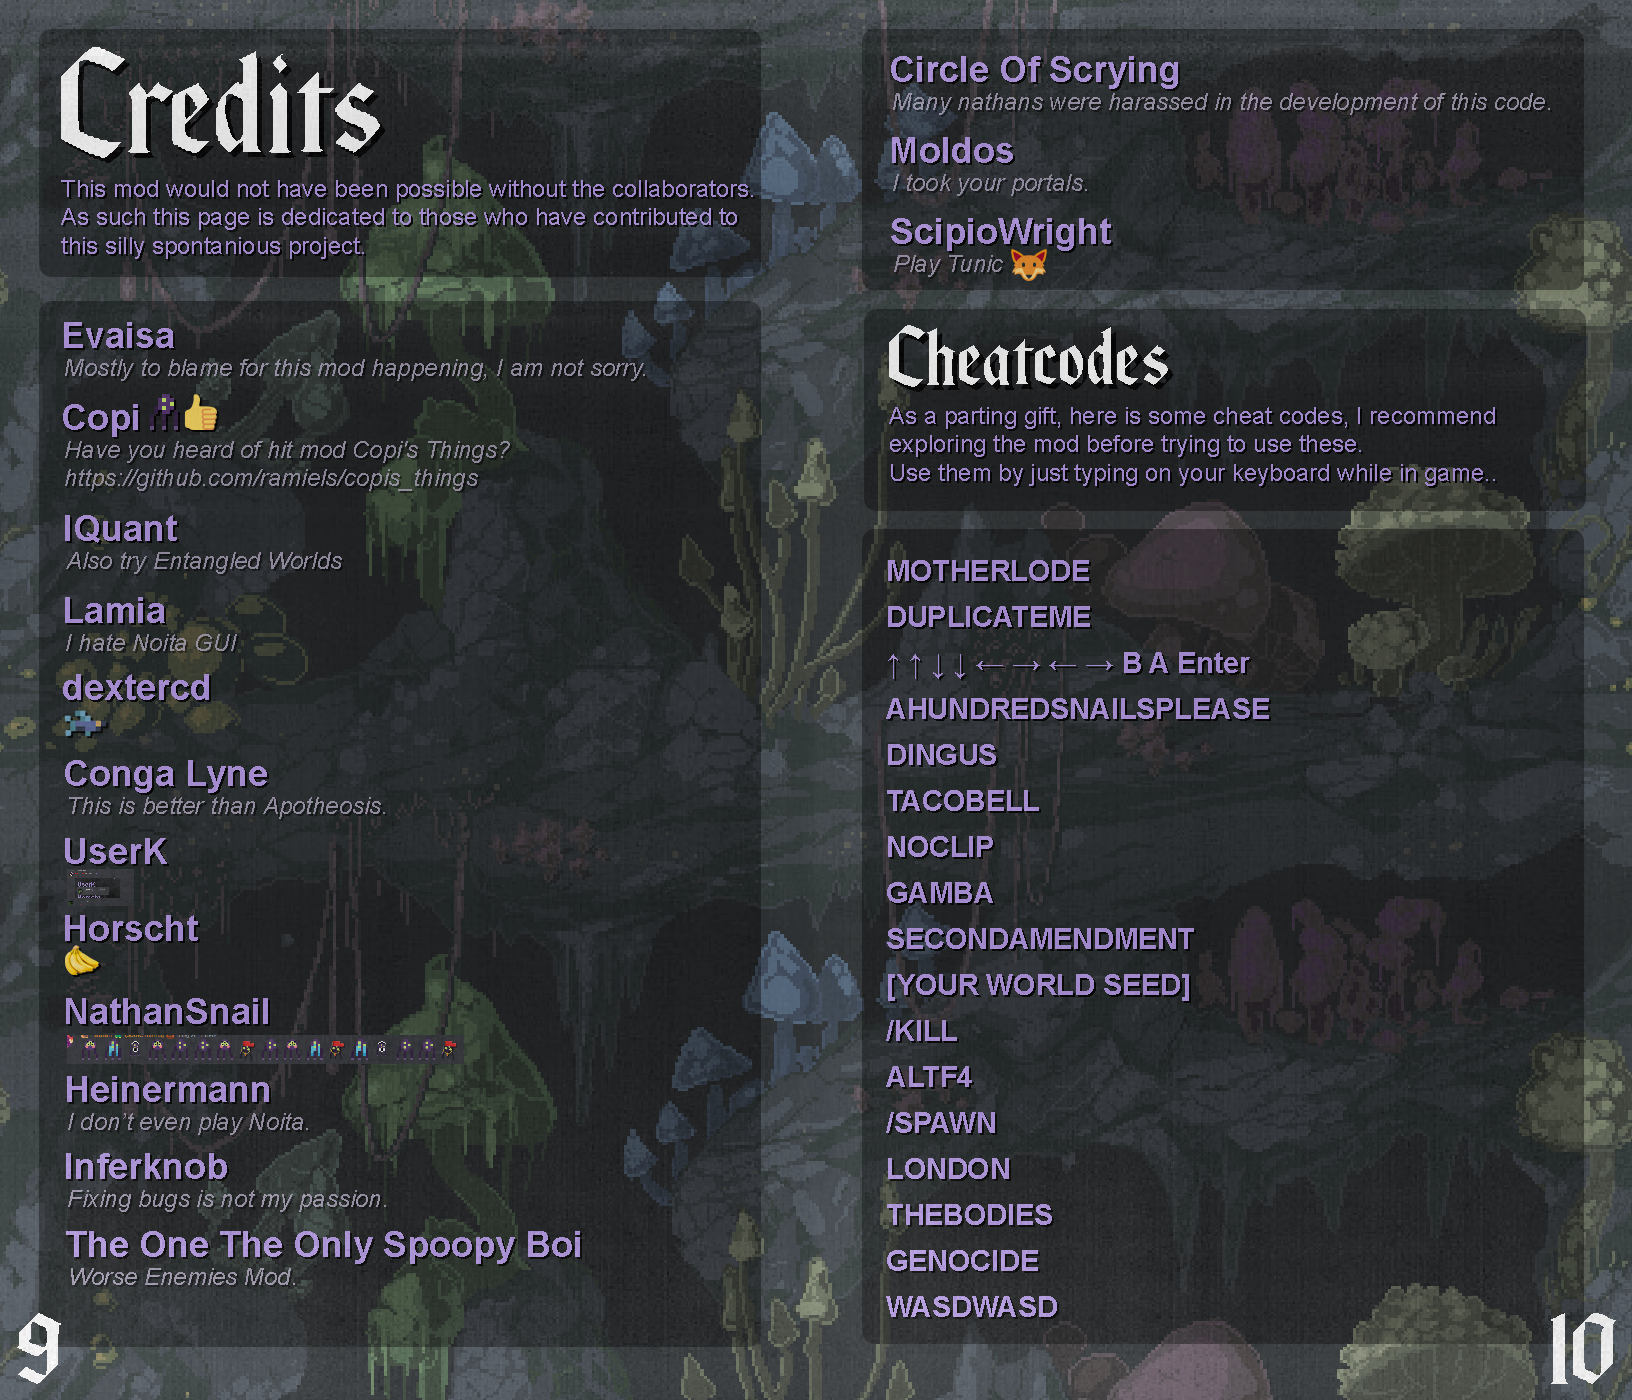 Credits
This mod would not have been possible without the collaborators.
As such this page is dedicated to those who have contributed to
this silly spontanious project.
Evaisa
Mostly to blame for this mod happening, I am not sorry.
Copi
Have you heard of hit mod Copi's Things?
https://github.com/ramiels/copis_things
IQuant
Also try Entangled Worlds
Lamia
I hate Noita GUI
dextercd
Conga Lyne
This is better than Apotheosis.
UserK
Horscht
NathanSnail
Heinermann
I don't even play Noita.
Inferknob
Fixing bugs is not my passion.
The One The Only Spoopy Boi
Worse Enemies Mod.
9
Circle Of Scrying
Many nathans were harassed in the development of this code.
Moldos
I took your portals.
ScipioWright
Play Tunic
Cheatcodes
As a parting gift, here is some cheat codes, I recommend
exploring the mod before trying to use these.
Use them by just typing on your keyboard while in game..
MOTHERLODE
DUPLICATEME
↑ ↑ ↓ ↓ ← → ← → B A Enter
AHUNDREDSNAILSPLEASE
DINGUS
TACOBELL
NOCLIP
GAMBA
SECONDAMENDMENT
[YOUR WORLD SEED]
/KILL
ALTF4
/SPAWN
LONDON
THEBODIES
GENOCIDE
WASDWASD
10